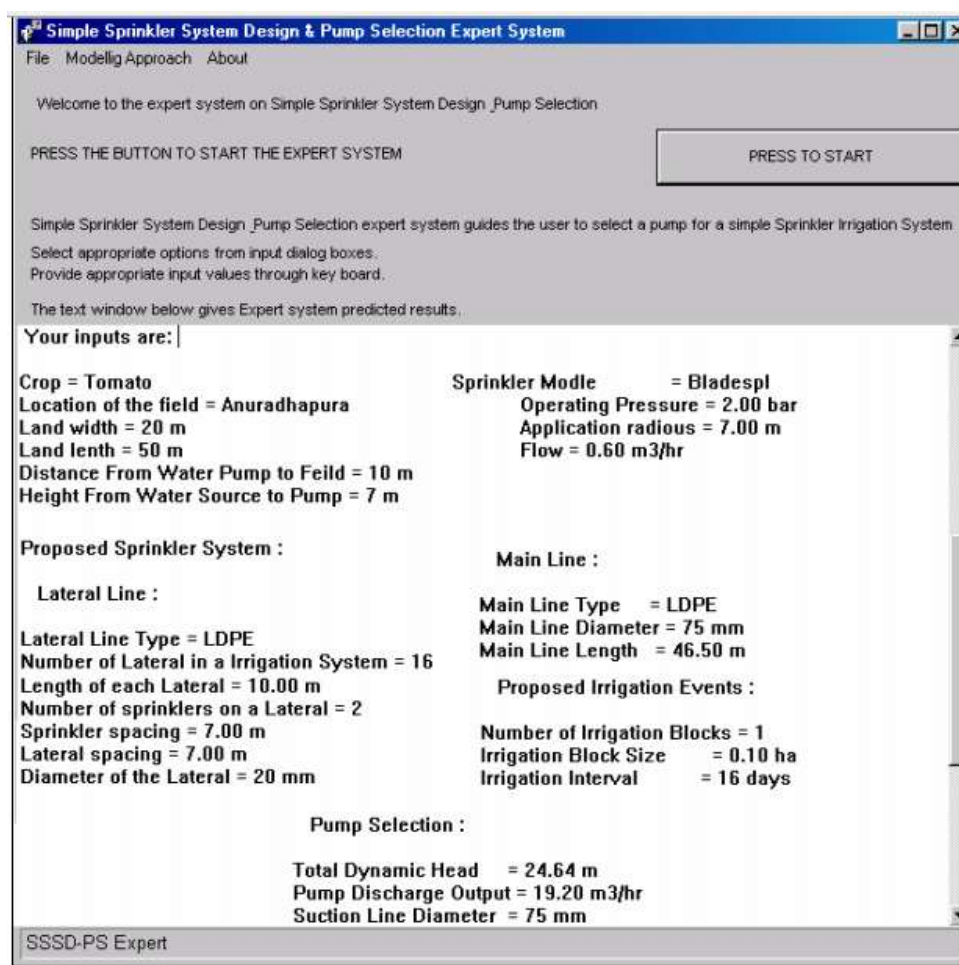 Simple Sprinkler System Design & Pump Selection Expert System
File Modellig Approach About
Welcome to the expert system on Simple Sprinkler System Design _Pump Selection
PRESS THE BUTTON TO START THE EXPERT SYSTEM
PRESS TO START
Simple Sprinkler System Design _Pump Selection expert system guides the user to select a pump for a simple Sprinkler Irrigation System
Select appropriate options from input dialog boxes.
Provide appropriate input values through key board.
The text window below gives Expert system predicted results.
Your inputs are:
Crop = Tomato
Location of the field = Anuradhapura
Land width = 20 m
Land lenth = 50 m
Distance From Water Pump to Feild = 10 m
Height From Water Source to Pump = 7 m
Sprinkler Modle = Bladespl
Operating Pressure = 2.00 bar
Application radious = 7.00 m
Flow = 0.60 m3/hr
Proposed Sprinkler System :
Lateral Line :
Lateral Line Type = LDPE
Number of Lateral in a Irrigation System = 16
Length of each Lateral = 10.00 m
Number of sprinklers on a Lateral = 2
Sprinkler spacing = 7.00 m
Lateral spacing = 7.00 m
Diameter of the Lateral = 20 mm
Main Line :
Main Line Type = LDPE
Main Line Diameter = 75 mm
Main Line Length = 46.50 m
Proposed Irrigation Events :
Number of Irrigation Blocks = 1
Irrigation Block Size = 0.10 ha
Irrigation Interval = 16 days
Pump Selection :
Total Dynamic Head = 24.64 m
Pump Discharge Output = 19.20 m3/hr
Suction Line Diameter = 75 mm
SSSD-PS Expert